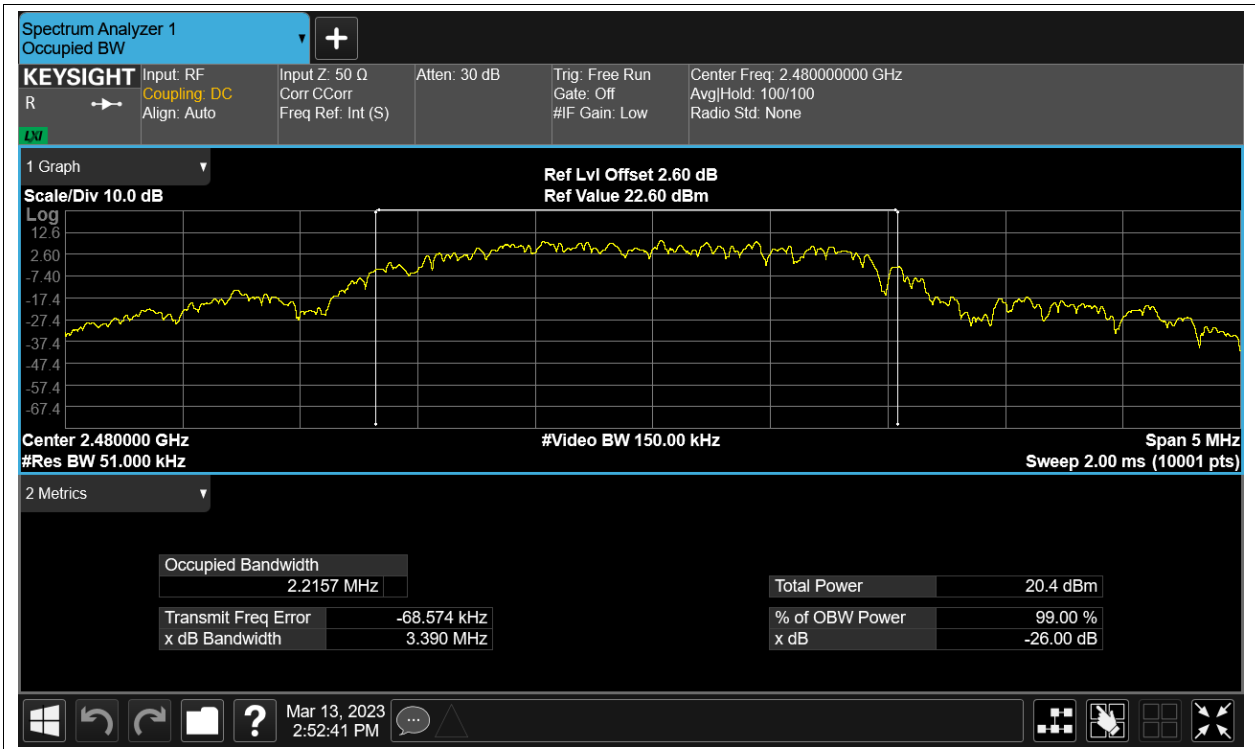 Spectrum Analyzer 1
Occupied BW
KEYSIGHT
R
LXI
Input: RF
Coupling: DC
Align: Auto
Input Z: 50 Ω
Corr CCorr
Freq Ref: Int (S)
Atten: 30 dB
Trig: Free Run
Gate: Off
#IF Gain: Low
Center Freq: 2.480000000 GHz
Avg|Hold: 100/100
Radio Std: None
1 Graph
Scale/Div 10.0 dB
Ref Lvl Offset 2.60 dB
Ref Value 22.60 dBm
Log
12.6
2.60
-7.40
-17.4
-27.4
-37.4
-47.4
-57.4
-67.4
Center 2.480000 GHz
#Res BW 51.000 kHz
#Video BW 150.00 kHz
Span 5 MHz
Sweep 2.00 ms (10001 pts)
2 Metrics
Occupied Bandwidth
2.2157 MHz
Transmit Freq Error -68.574 kHz
x dB Bandwidth 3.390 MHz
Total Power 20.4 dBm
% of OBW Power 99.00 %
x dB -26.00 dB
?
Mar 13, 2023
2:52:41 PM